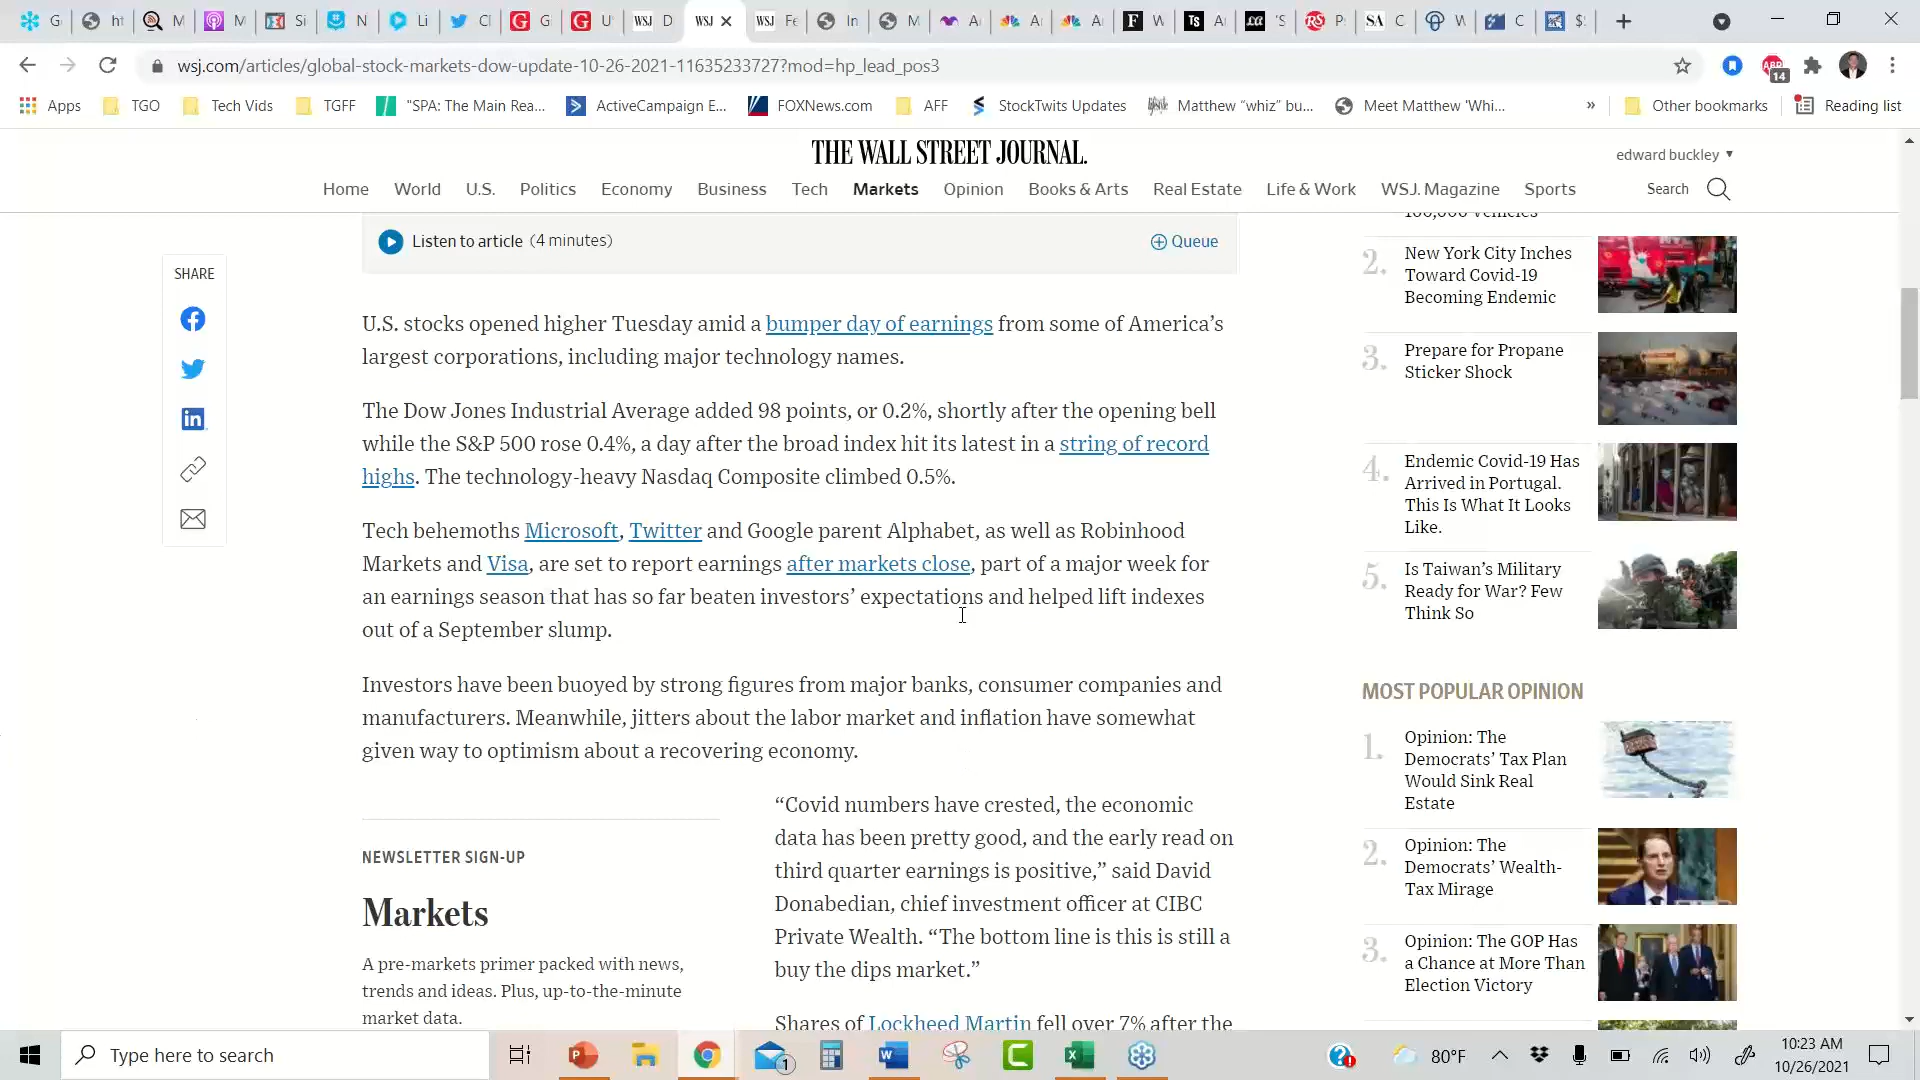 G
ht
M
M
Si
N
Li
Cl
G
U
WSJ D
WSJ
WSJ Fe
In
M
A
A
A
W
A
'S
P
C
W
C
$
wsj.com/articles/global-stock-markets-dow-update-10-26-2021-11635233727?mod=hp_lead_pos3
ABP 14
Apps
TGO
Tech Vids
TGFF
"SPA: The Main Rea...
ActiveCampaign E...
FOXNews.com
AFF
StockTwits Updates
Matthew “whiz” bu...
Meet Matthew 'Whi...
»
Other bookmarks
Reading list
THE WALL STREET JOURNAL.
edward buckley
Home World U.S. Politics Economy Business Tech Markets Opinion Books & Arts Real Estate Life & Work WSJ. Magazine Sports
Search
SHARE
Listen to article (4 minutes)
Queue
U.S. stocks opened higher Tuesday amid a bumper day of earnings from some of America’s
largest corporations, including major technology names.
The Dow Jones Industrial Average added 98 points, or 0.2%, shortly after the opening bell
while the S&P 500 rose 0.4%, a day after the broad index hit its latest in a string of record
highs. The technology-heavy Nasdaq Composite climbed 0.5%.
Tech behemoths Microsoft, Twitter and Google parent Alphabet, as well as Robinhood
Markets and Visa, are set to report earnings after markets close, part of a major week for
an earnings season that has so far beaten investors’ expectations and helped lift indexes
out of a September slump.
Investors have been buoyed by strong figures from major banks, consumer companies and
manufacturers. Meanwhile, jitters about the labor market and inflation have somewhat
given way to optimism about a recovering economy.
NEWSLETTER SIGN-UP
Markets
A pre-markets primer packed with news,
trends and ideas. Plus, up-to-the-minute
market data.
“Covid numbers have crested, the economic
data has been pretty good, and the early read on
third quarter earnings is positive,” said David
Donabedian, chief investment officer at CIBC
Private Wealth. “The bottom line is this is still a
buy the dips market.”
Shares of Lockheed Martin fell over 7% after the
100,000 Vehicles
2.
New York City Inches
Toward Covid-19
Becoming Endemic
3.
Prepare for Propane
Sticker Shock
4.
Endemic Covid-19 Has
Arrived in Portugal.
This Is What It Looks
Like.
5.
Is Taiwan’s Military
Ready for War? Few
Think So
MOST POPULAR OPINION
1.
Opinion: The
Democrats’ Tax Plan
Would Sink Real
Estate
2.
Opinion: The
Democrats’ Wealth-
Tax Mirage
3.
Opinion: The GOP Has
a Chance at More Than
Election Victory
Type here to search
1
80°F
10:23 AM
10/26/2021